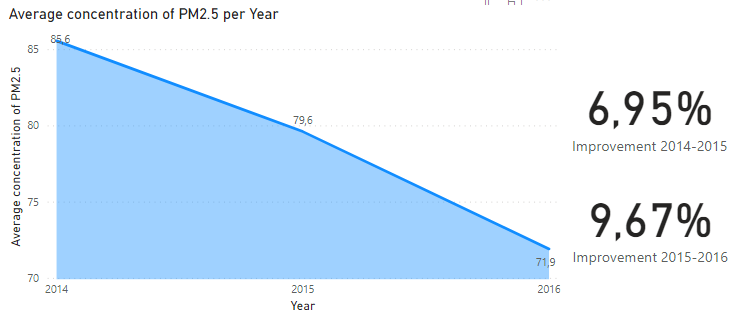 Average concentration of PM2.5 per Year
85
80
75
70
Average concentration of PM2.5
85,6
79,6
71,9
2014
2015
2016
Year
6,95%
Improvement 2014-2015
9,67%
Improvement 2015-2016